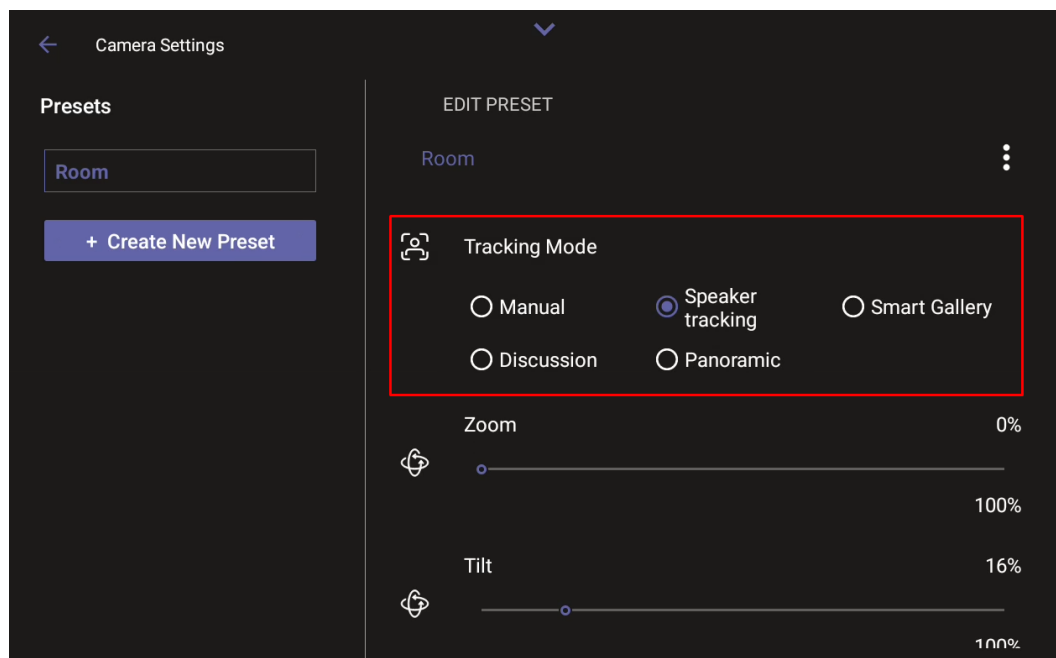 Camera Settings
Presets
Room
+ Create New Preset
EDIT PRESET
Room
Tracking Mode
Manual
Speaker
tracking
Smart Gallery
Discussion
Panoramic
Zoom
0%
100%
Tilt
16%
100%